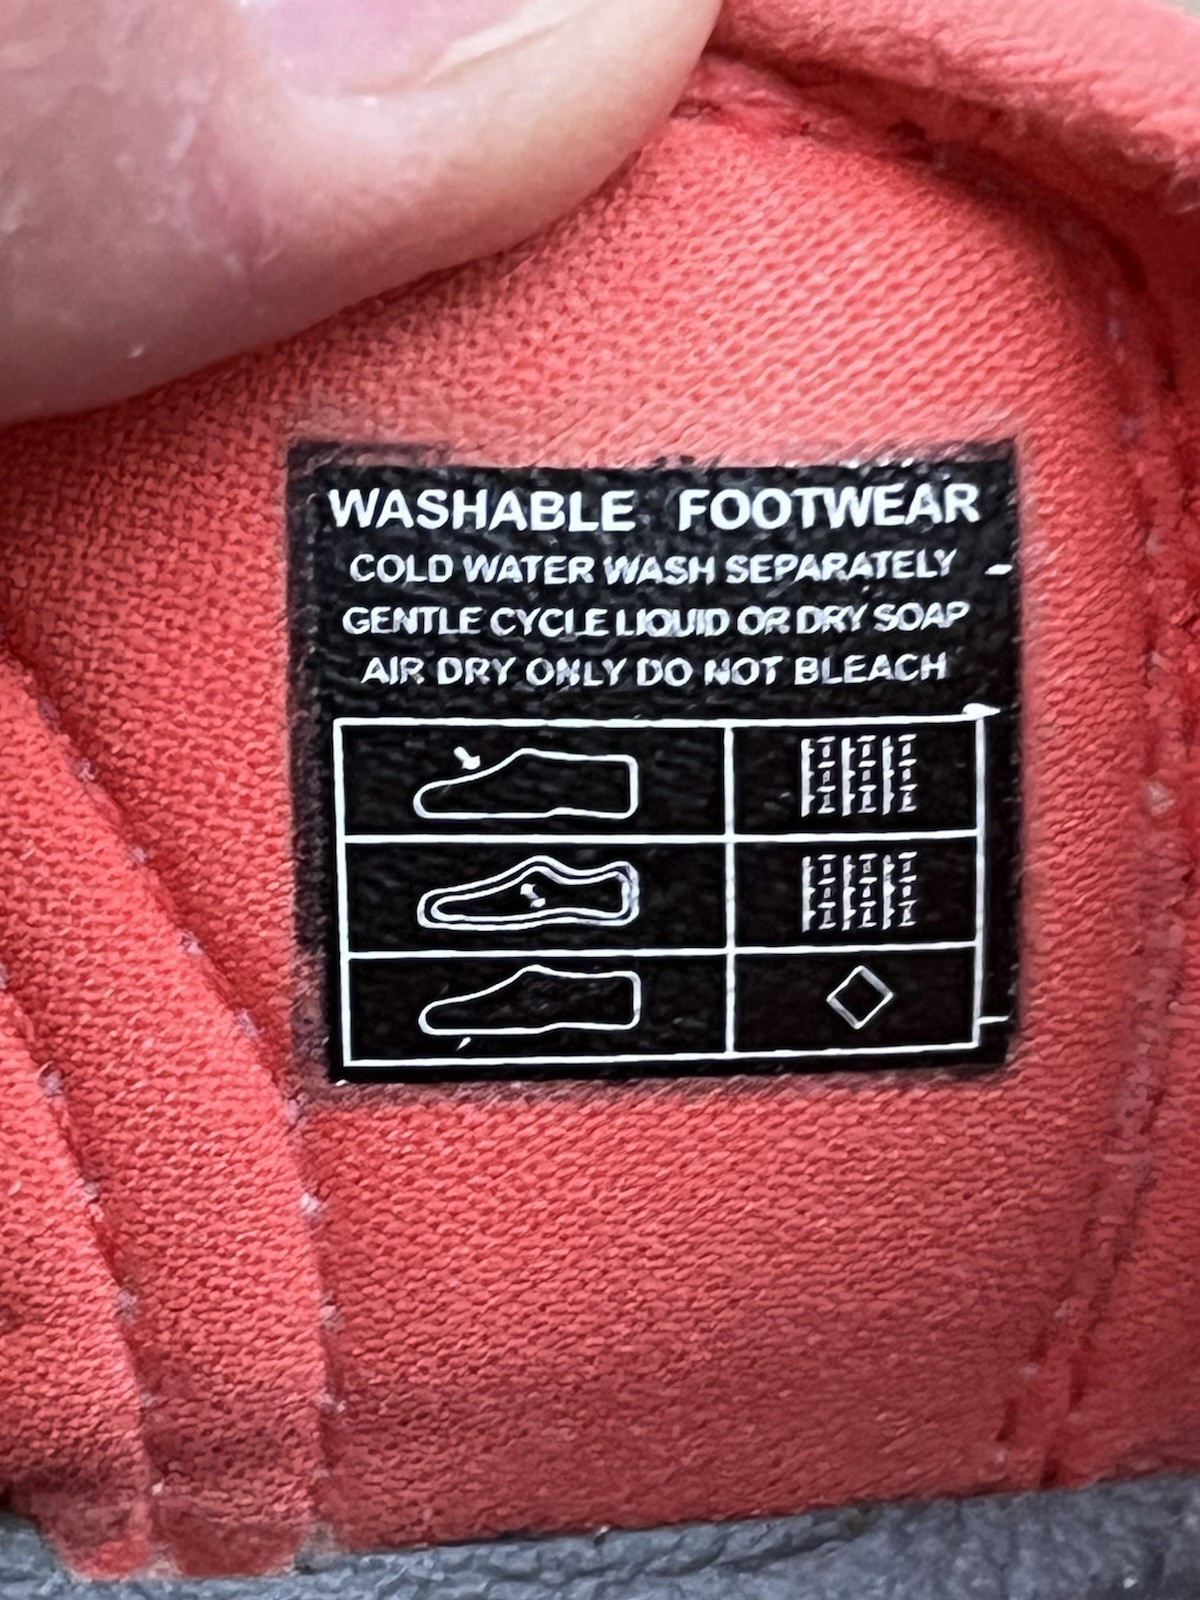 WASHABLE FOOTWEAR
COLD WATER WASH SEPARATELY
GENTLE CYCLE LIQUID OR DRY SOAP
AIR DRY ONLY DO NOT BLEACH